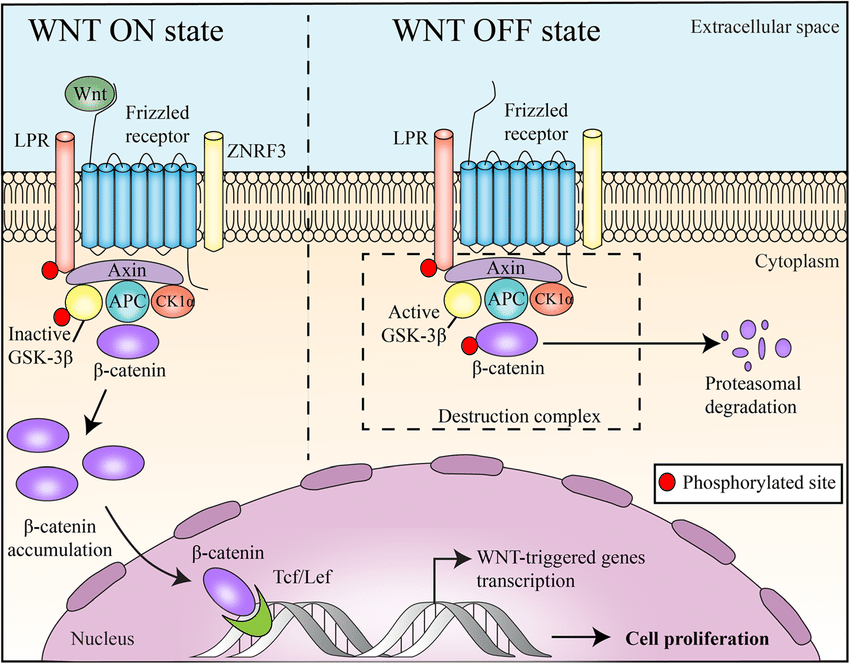 WNT ON state
WNT OFF state
Extracellular space
Wnt
Frizzled
receptor
LPR
ZNRF3
Axin
APC
CK1α
Inactive
GSK-3β
β-catenin
β-catenin
accumulation
Frizzled
receptor
LPR
Cytoplasm
Axin
APC
CK1α
Active
GSK-3β
β-catenin
Destruction complex
Proteasomal
degradation
Phosphorylated site
β-catenin
Tcf/Lef
WNT-triggered genes
transcription
Nucleus
Cell proliferation